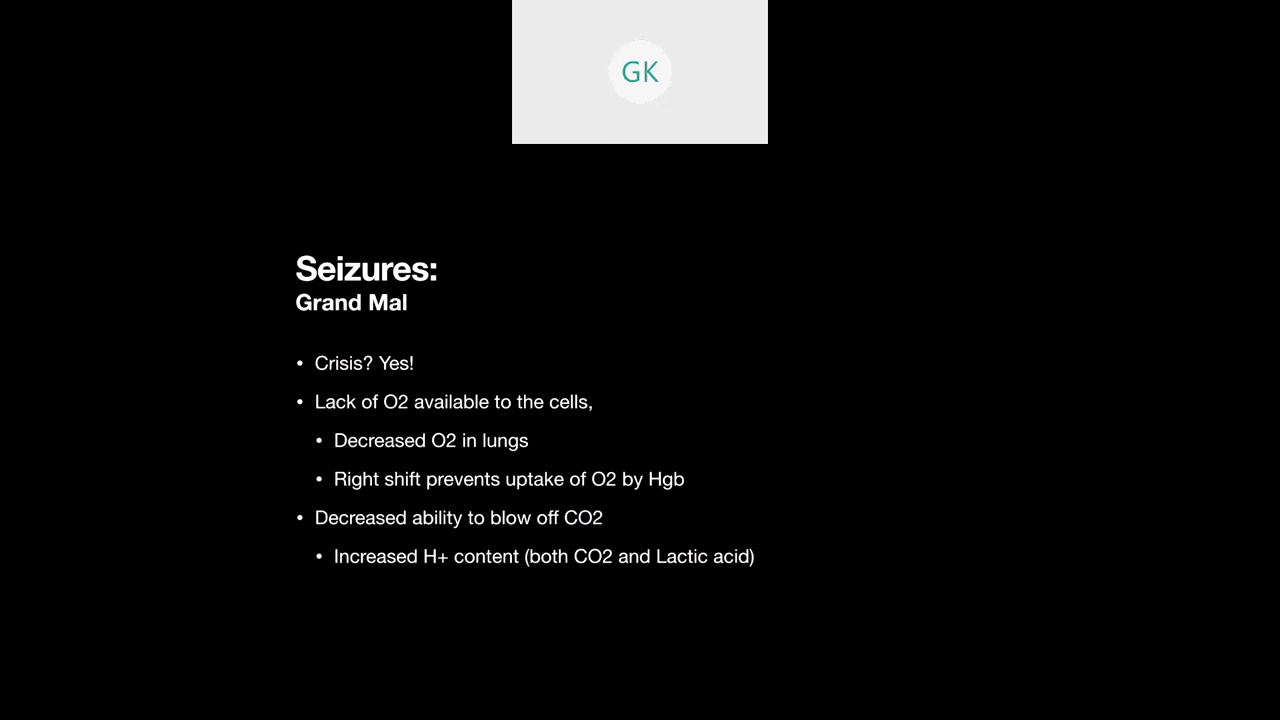 GK
Seizures:
Grand Mal
• Crisis? Yes!
• Lack of O2 available to the cells,
• Decreased O2 in lungs
• Right shift prevents uptake of O2 by Hgb
• Decreased ability to blow off CO2
• Increased H+ content (both CO2 and Lactic acid)